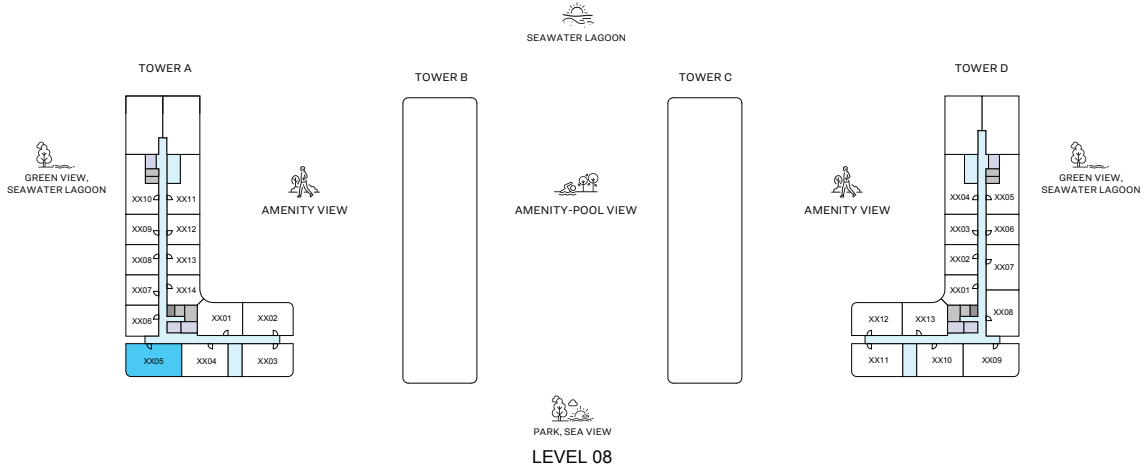 SEAWATER LAGOON
TOWER A
TOWER B
TOWER C
TOWER D
GREEN VIEW,
SEAWATER LAGOON
AMENITY VIEW
AMENITY-POOL VIEW
AMENITY VIEW
GREEN VIEW,
SEAWATER LAGOON
XX10 XX11
XX09 XX12
XX08 XX13
XX07 XX14
XX06 XX01 XX02
XX05 XX04 XX03
XX04 XX05
XX03 XX06
XX02 XX07
XX01
XX12 XX13 XX08
XX11 XX10 XX09
PARK, SEA VIEW
LEVEL 08